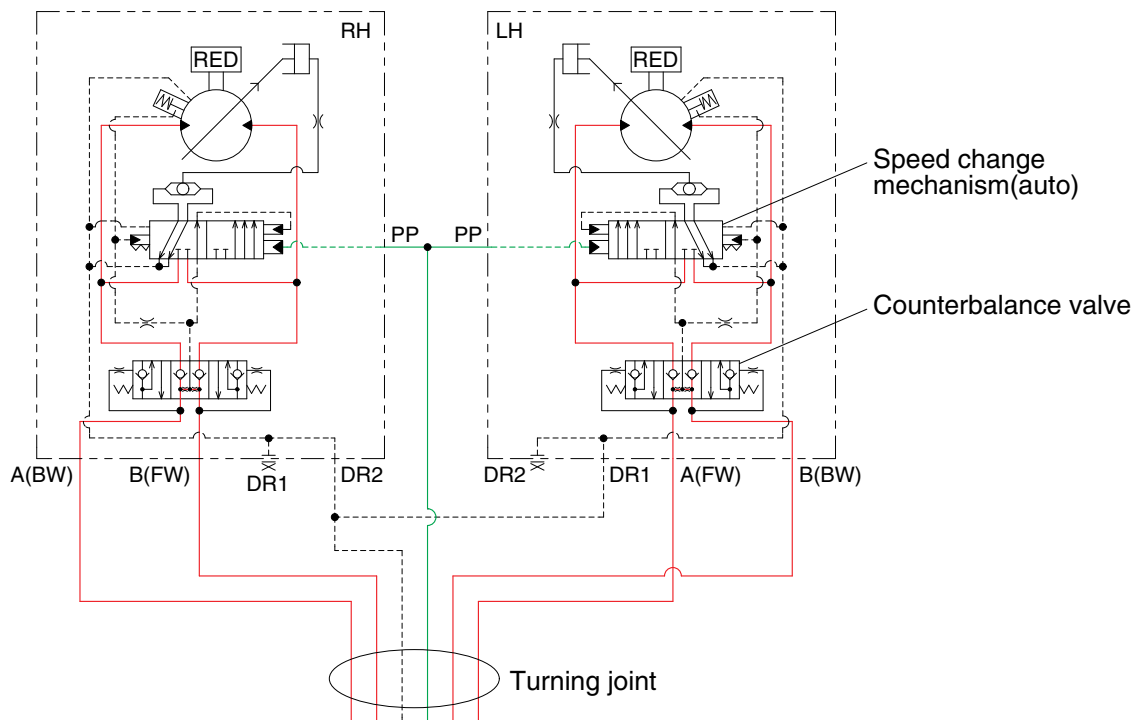 RH
LH
RED
RED
Speed change
mechanism(auto)
PP
PP
Counterbalance valve
A(BW)
B(FW)
DR1
DR2
DR2
DR1
A(FW)
B(BW)
Turning joint